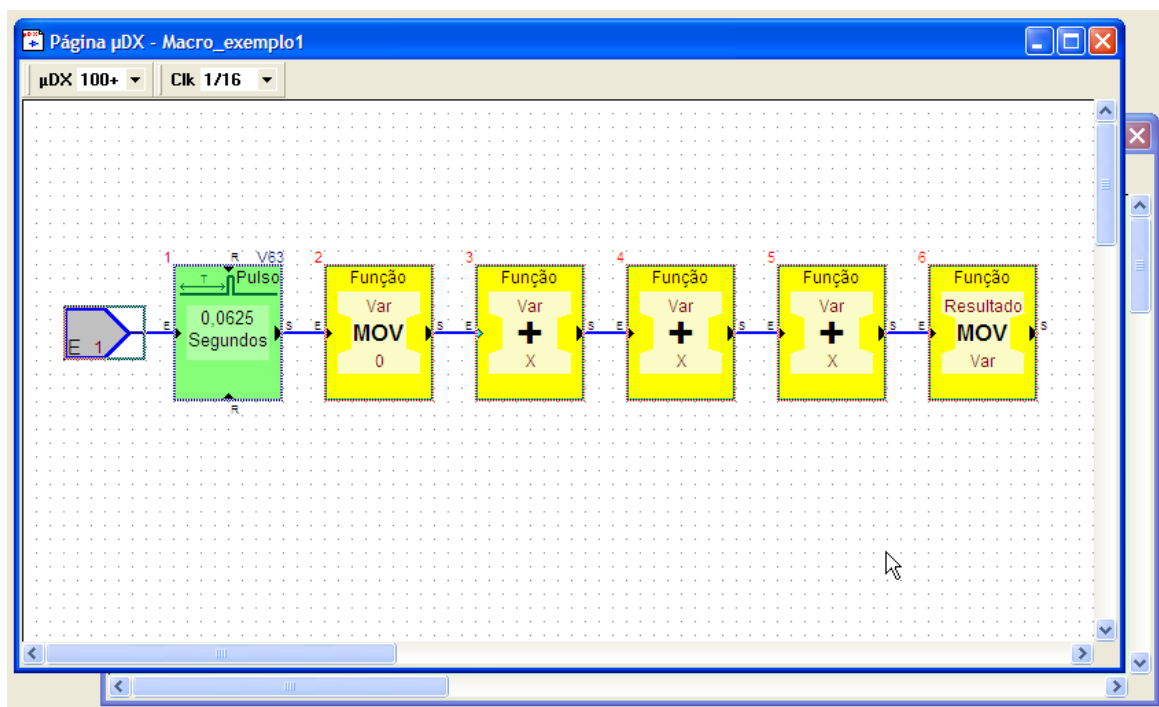 Página µDX - Macro_exemplo1
µDX 100+ Clk 1/16
1 R V63 2 3 4 5 6
T Pulso Função Função Função Função Função
0,0625 Var Var Var Var Resultado
E 1 E Segundos S E MOV S E + S E + S E + S E MOV S
0 X X X Var
R